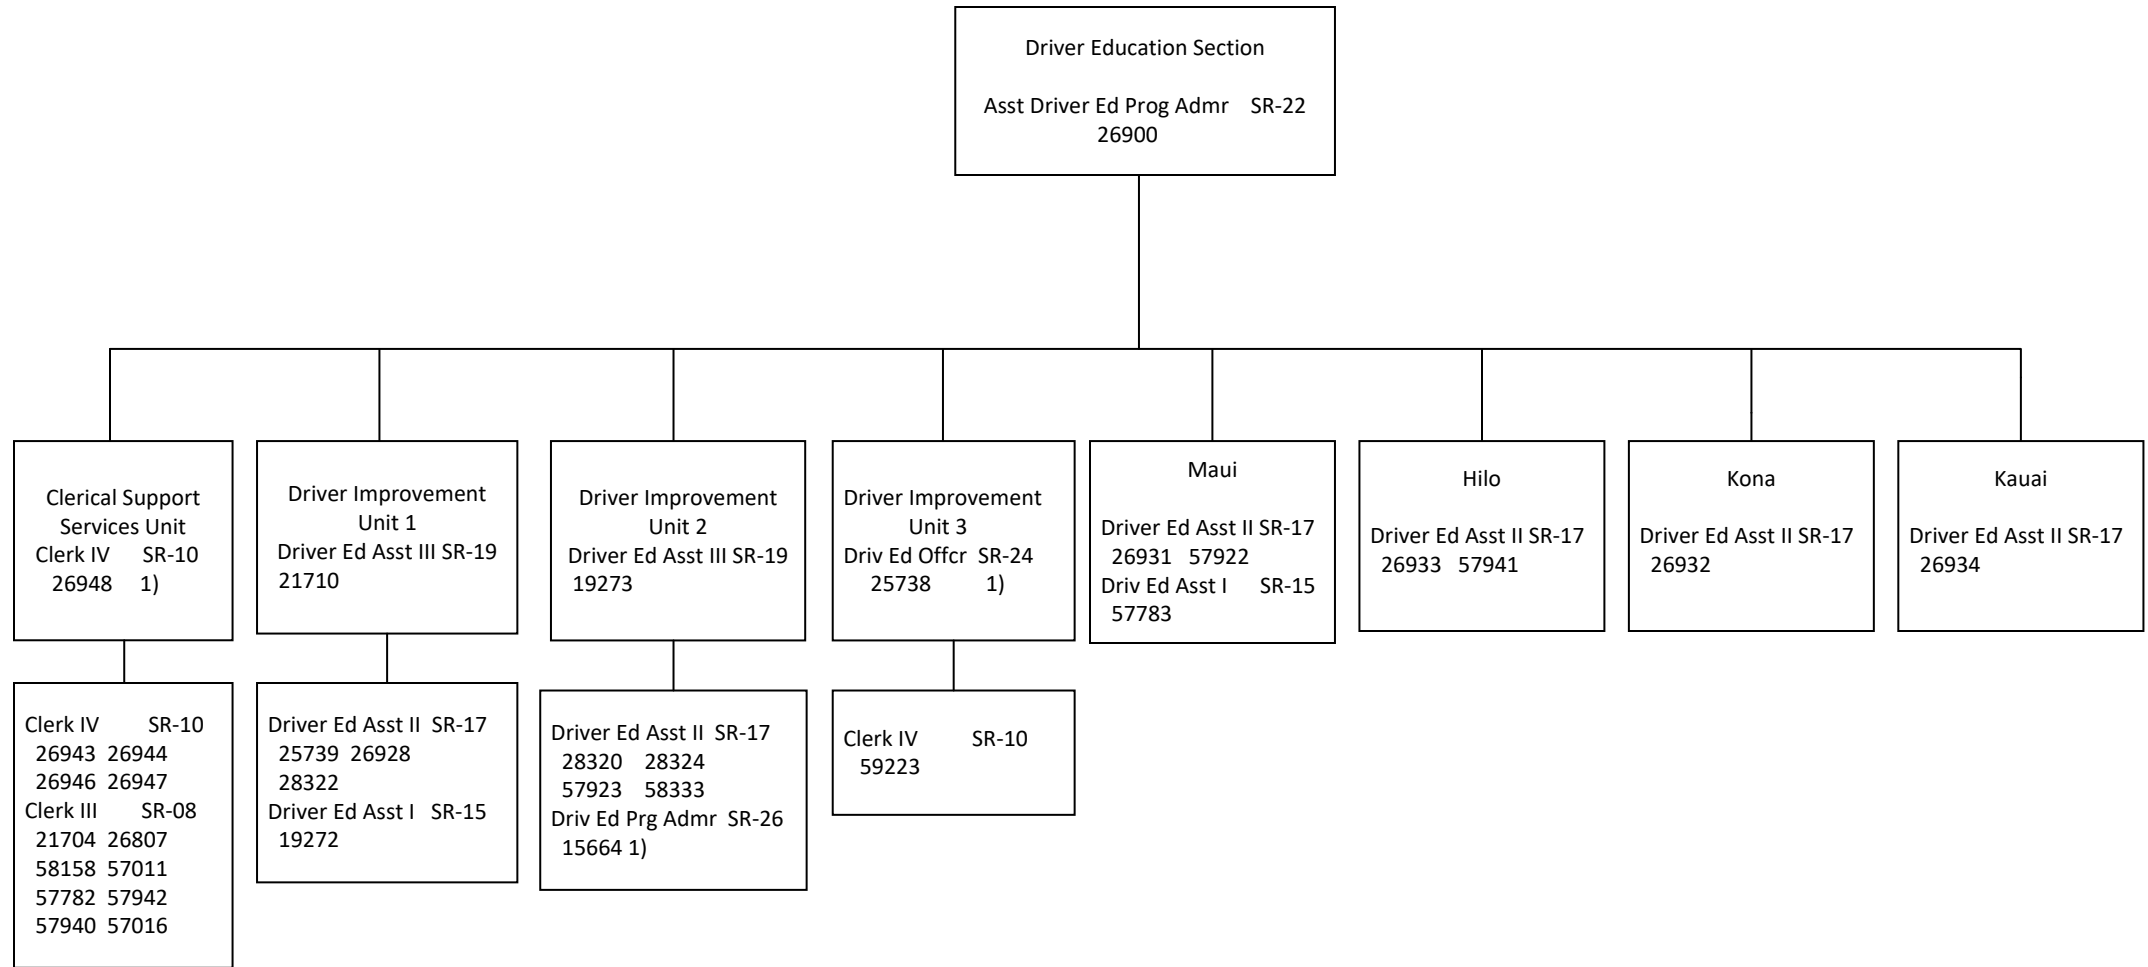 Driver Education Section
Asst Driver Ed Prog Admr SR-22
26900
Clerical Support
Services Unit
Clerk IV SR-10
26948 1)
Driver Improvement
Unit 1
Driver Ed Asst III SR-19
21710
Driver Improvement
Unit 2
Driver Ed Asst III SR-19
19273
Driver Improvement
Unit 3
Driv Ed Offcr SR-24
25738 1)
Maui
Driver Ed Asst II SR-17
26931 57922
Driv Ed Asst I SR-15
57783
Hilo
Driver Ed Asst II SR-17
26933 57941
Kona
Driver Ed Asst II SR-17
26932
Kauai
Driver Ed Asst II SR-17
26934
Clerk IV SR-10
26943 26944
26946 26947
Clerk III SR-08
21704 26807
58158 57011
57782 57942
57940 57016
Driver Ed Asst II SR-17
25739 26928
28322
Driver Ed Asst I SR-15
19272
Driver Ed Asst II SR-17
28320 28324
57923 58333
Driv Ed Prg Admr SR-26
15664 1)
Clerk IV SR-10
59223